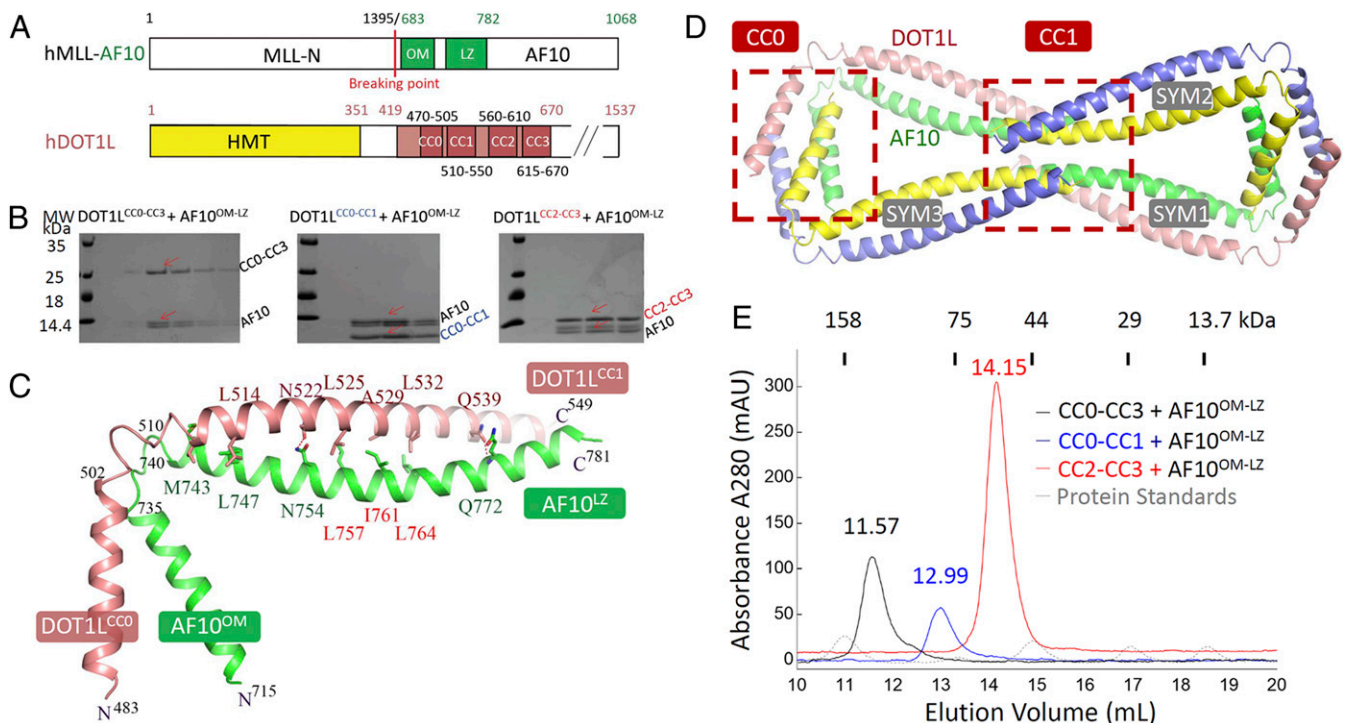 A
1 1395/ 683 782 1068
hMLL-AF10 MLL-N OM LZ AF10
Breaking point
1 351 419 470-505 560-610 670 1537
hDOT1L HMT CC0 CC1 CC2 CC3
510-550 615-670
B
MW DOT1L^CC0-CC3 + AF10^OM-LZ DOT1L^CC0-CC1 + AF10^OM-LZ DOT1L^CC2-CC3 + AF10^OM-LZ
kDa
35
25
18
14.4
CC0-CC3
AF10
AF10
CC0-CC1
CC2-CC3
AF10
C
L514 N522 L525 A529 L532 Q539 DOT1L^CC1
510 C^549
502 740 C^781
M743 L747 N754 L757 I761 L764 Q772 AF10^LZ
735
DOT1L^CC0 AF10^OM
N^483 N^715
D
CC0 DOT1L CC1
SYM2
AF10
SYM3 SYM1
E
158 75 44 29 13.7 kDa
14.15
11.57
12.99
CC0-CC3 + AF10^OM-LZ
CC0-CC1 + AF10^OM-LZ
CC2-CC3 + AF10^OM-LZ
Protein Standards
Absorbance A280 (mAU)
300
200
150
100
50
0
10 11 12 13 14 15 16 17 18 19 20
Elution Volume (mL)